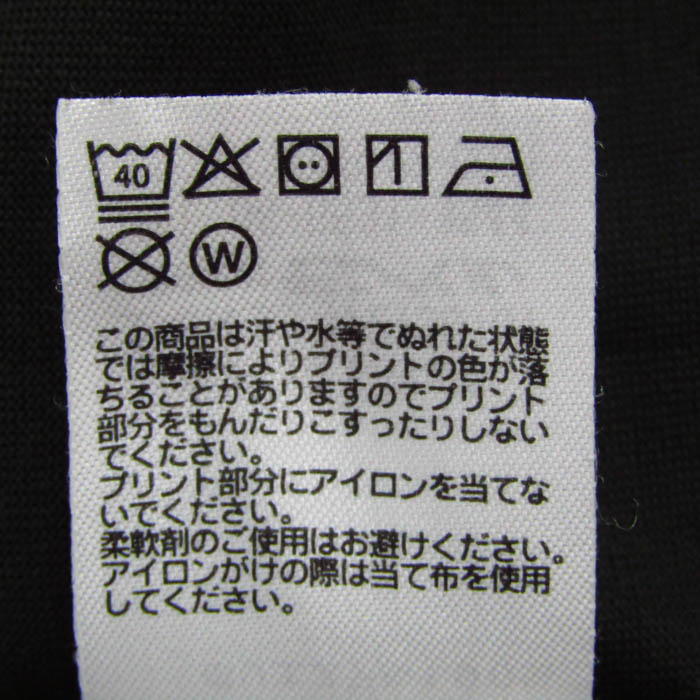 40
W
この商品は汗や水等でぬれた状態
では摩擦によりプリントの色が落
ちることがありますのでプリント
部分をもんだりこすったりしない
でください。
プリント部分にアイロンを当てな
いでください。
柔軟剤のご使用はお避けください。
アイロンがけの際は当て布を使用
してください。